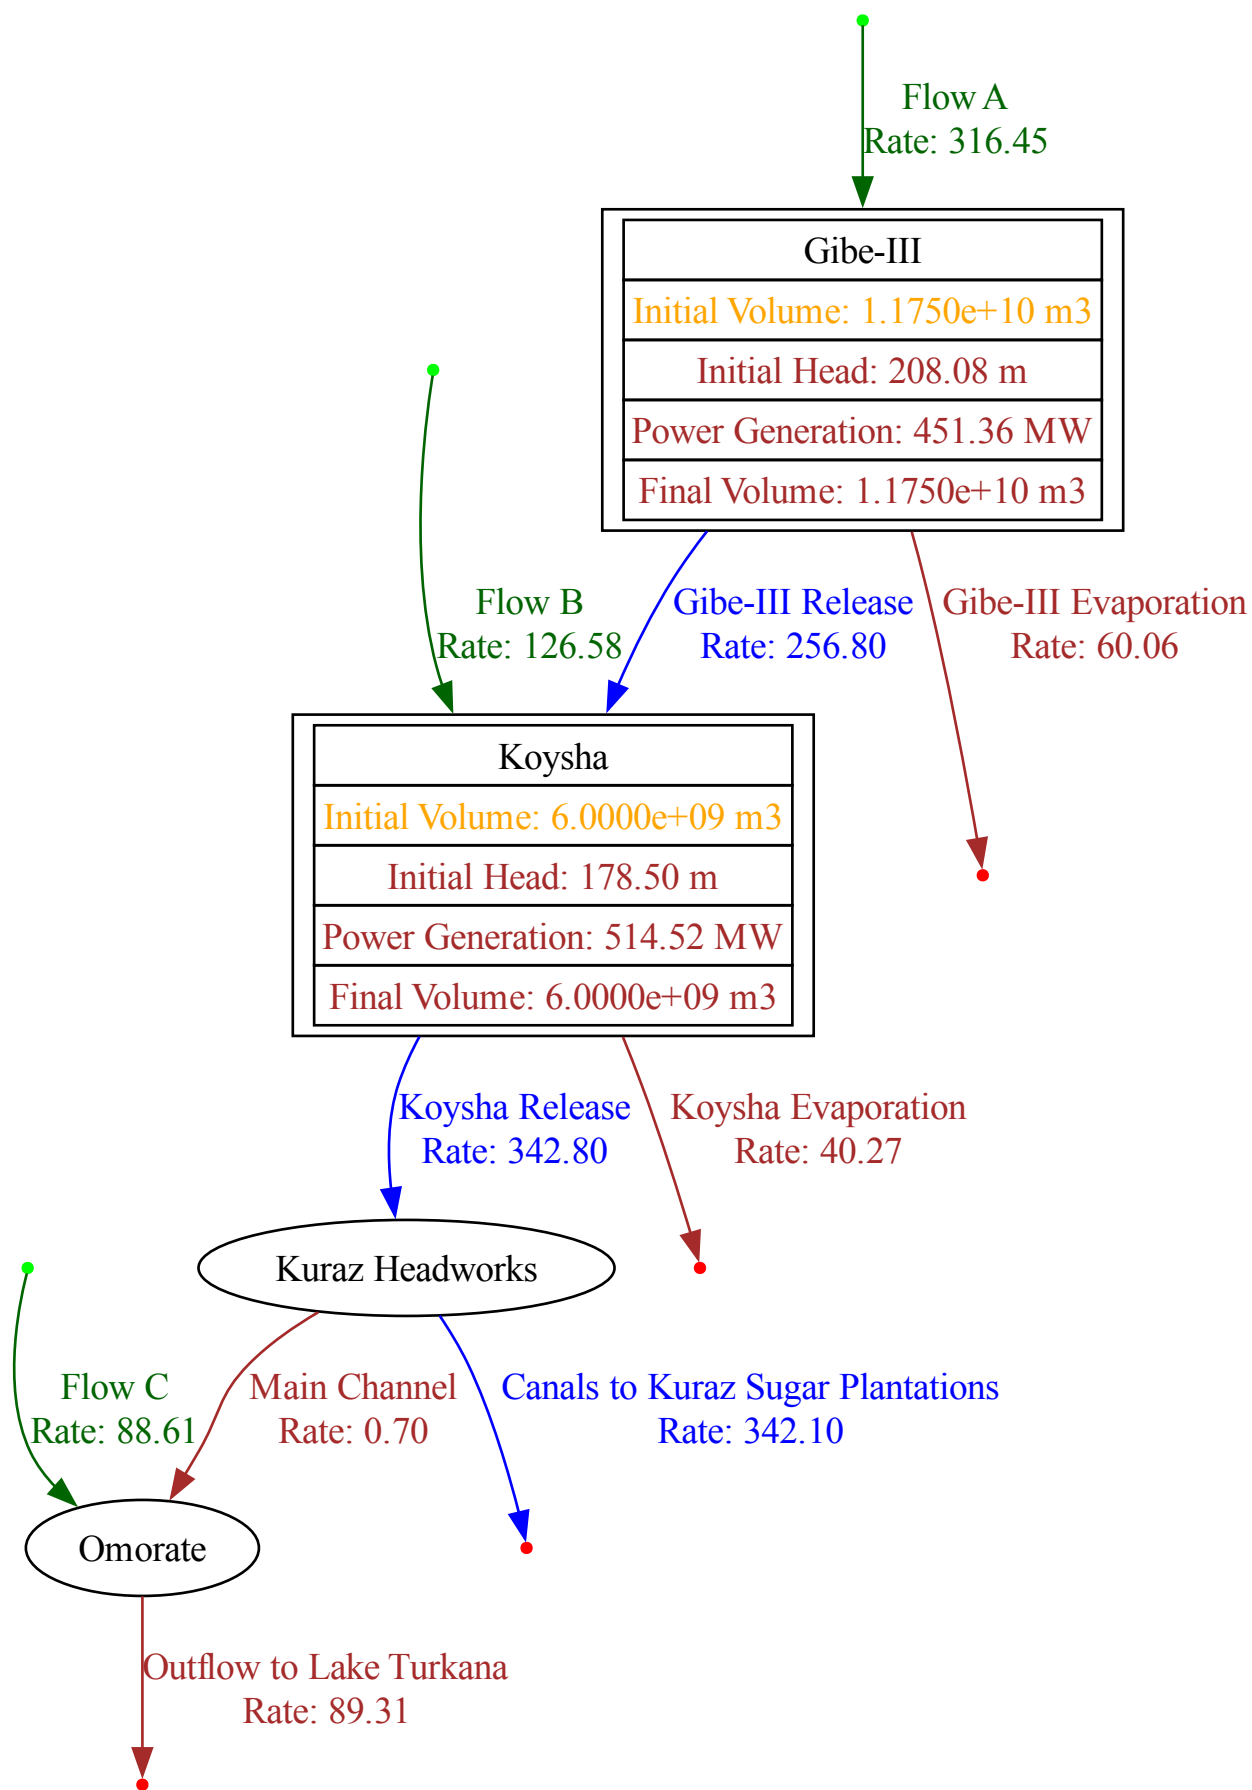 Flow A
Rate: 316.45
Gibe-III
Initial Volume: 1.1750e+10 m3
Initial Head: 208.08 m
Power Generation: 451.36 MW
Final Volume: 1.1750e+10 m3
Flow B
Rate: 126.58
Gibe-III Release
Rate: 256.80
Gibe-III Evaporation
Rate: 60.06
Koysha
Initial Volume: 6.0000e+09 m3
Initial Head: 178.50 m
Power Generation: 514.52 MW
Final Volume: 6.0000e+09 m3
Koysha Release
Rate: 342.80
Koysha Evaporation
Rate: 40.27
Kuraz Headworks
Flow C
Rate: 88.61
Main Channel
Rate: 0.70
Canals to Kuraz Sugar Plantations
Rate: 342.10
Omorate
Outflow to Lake Turkana
Rate: 89.31